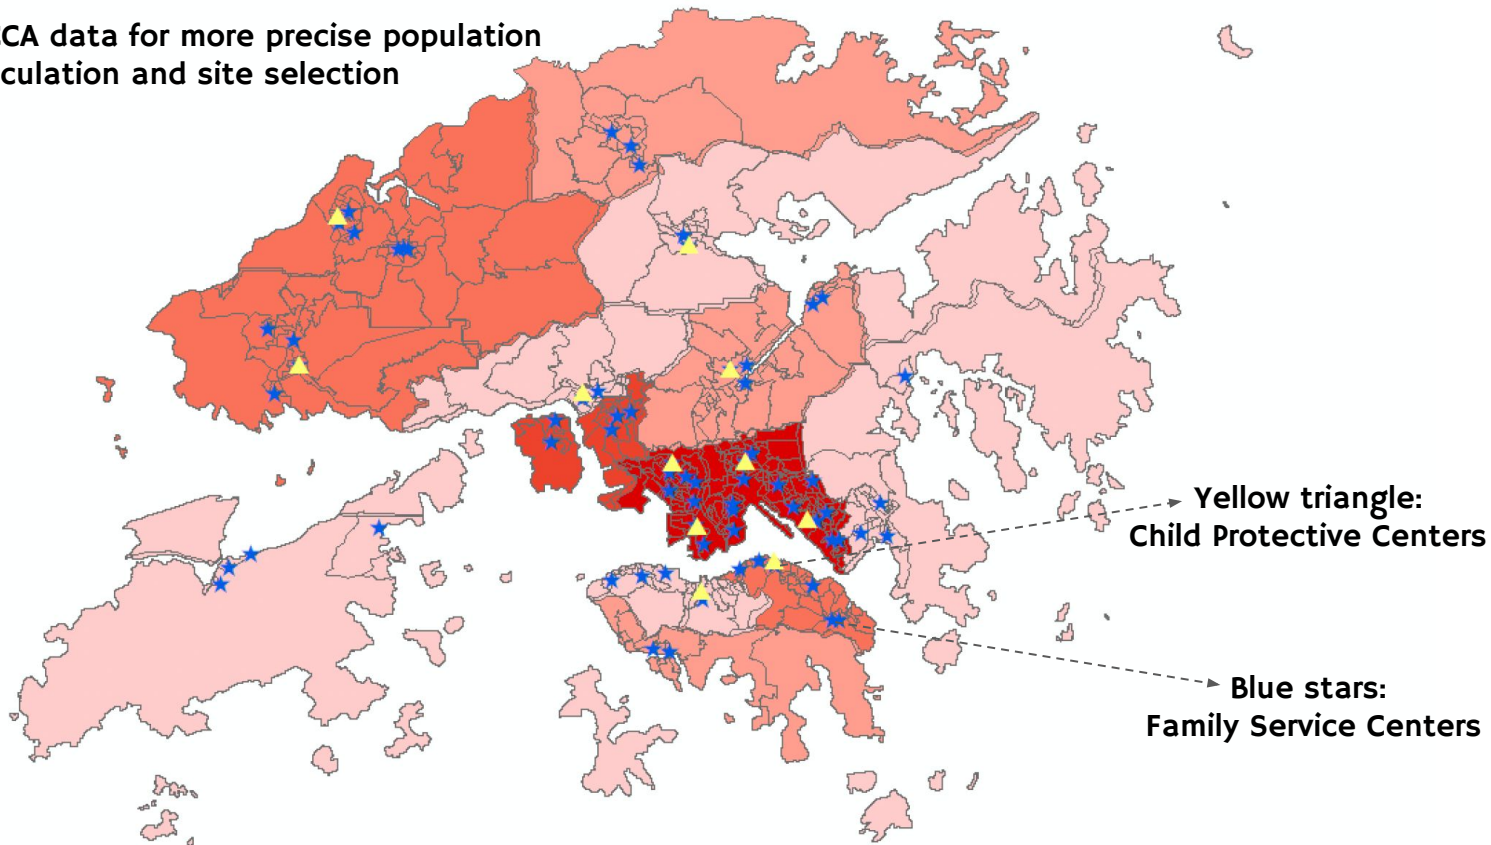 CA data for more precise population
culation and site selection
Yellow triangle:
Child Protective Centers
Blue stars:
Family Service Centers